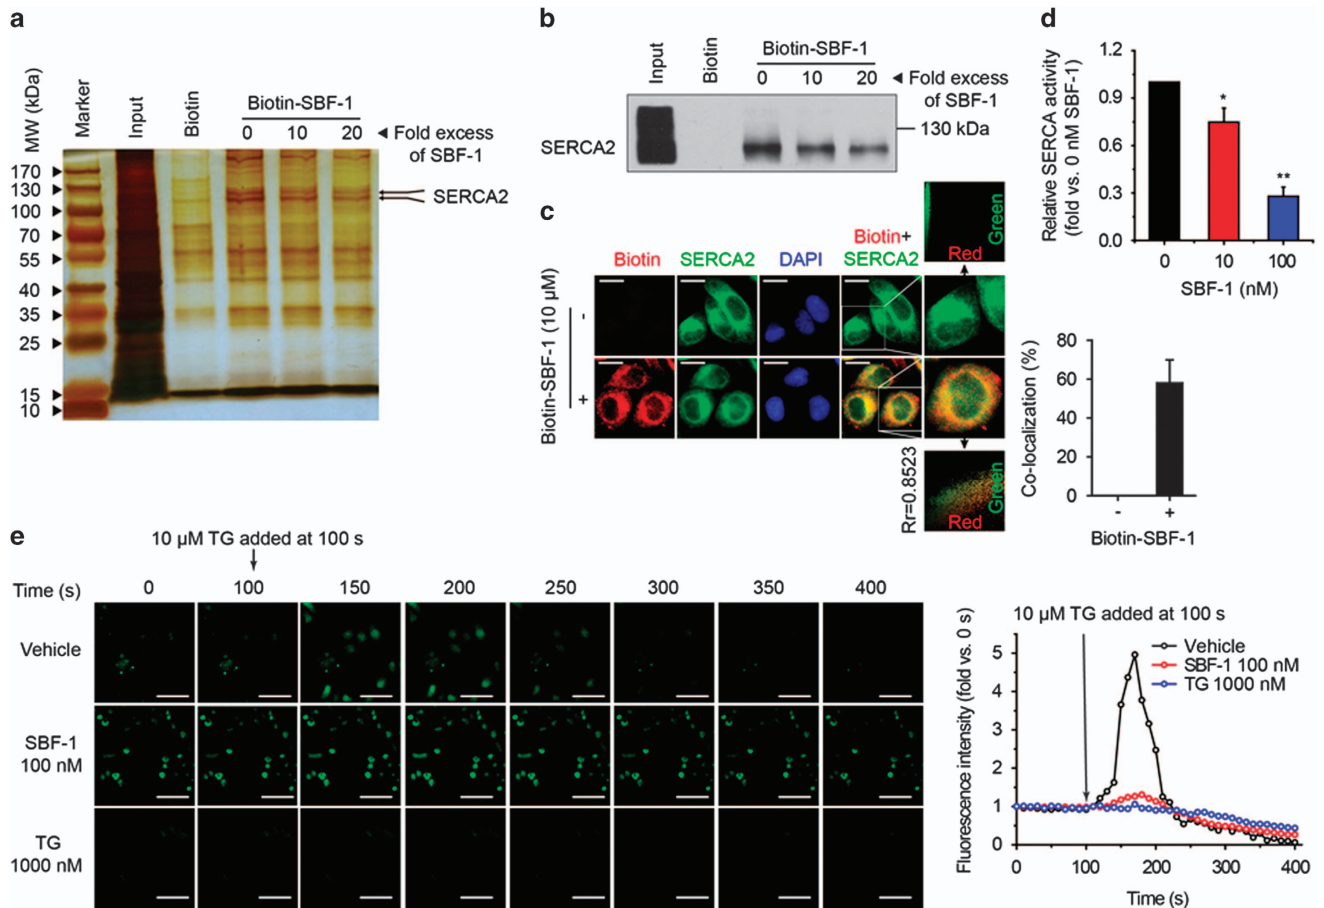 a
MW (kDa)
Marker
Input
Biotin
Biotin-SBF-1
0 10 20
◄ Fold excess
of SBF-1
170
130
100
70
55
40
35
25
15
10
SERCA2
b
Input
Biotin
Biotin-SBF-1
0 10 20
◄ Fold excess
of SBF-1
130 kDa
SERCA2
c
Biotin
SERCA2
DAPI
Biotin+
SERCA2
Biotin-SBF-1 (10 µM)
-
+
Red
Green
Rr=0.8523
Red
Green
Co-localization (%)
80
60
40
20
0
- +
Biotin-SBF-1
d
Relative SERCA activity
(fold vs. 0 nM SBF-1)
1.2
0.9
0.6
0.3
0.0
*
**
0 10 100
SBF-1 (nM)
e
10 µM TG added at 100 s
Time (s) 0 100 150 200 250 300 350 400
Vehicle
SBF-1
100 nM
TG
1000 nM
10 µM TG added at 100 s
Fluorescence intensity (fold vs. 0 s)
5
4
3
2
1
0
Vehicle
SBF-1 100 nM
TG 1000 nM
0 100 200 300 400
Time (s)